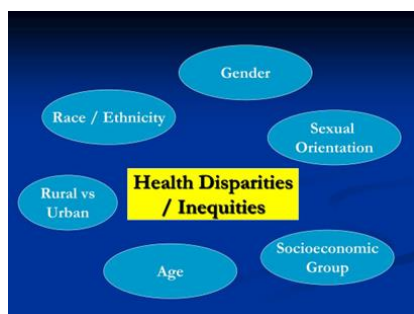 Gender
Race / Ethnicity
Sexual
Orientation
Health Disparities
/ Inequities
Rural vs
Urban
Socioeconomic
Group
Age